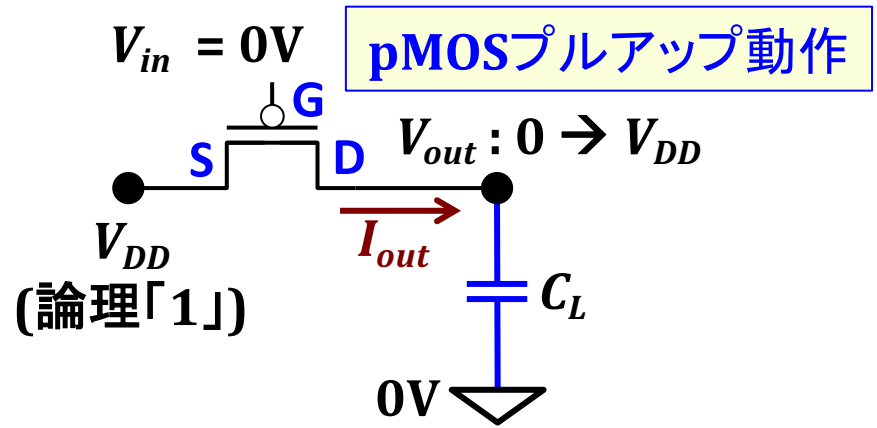 V_in = 0V
pMOSプルアップ動作
G
S
D
V_out : 0 → V_DD
V_DD
(論理「1」)
I_out
C_L
0V